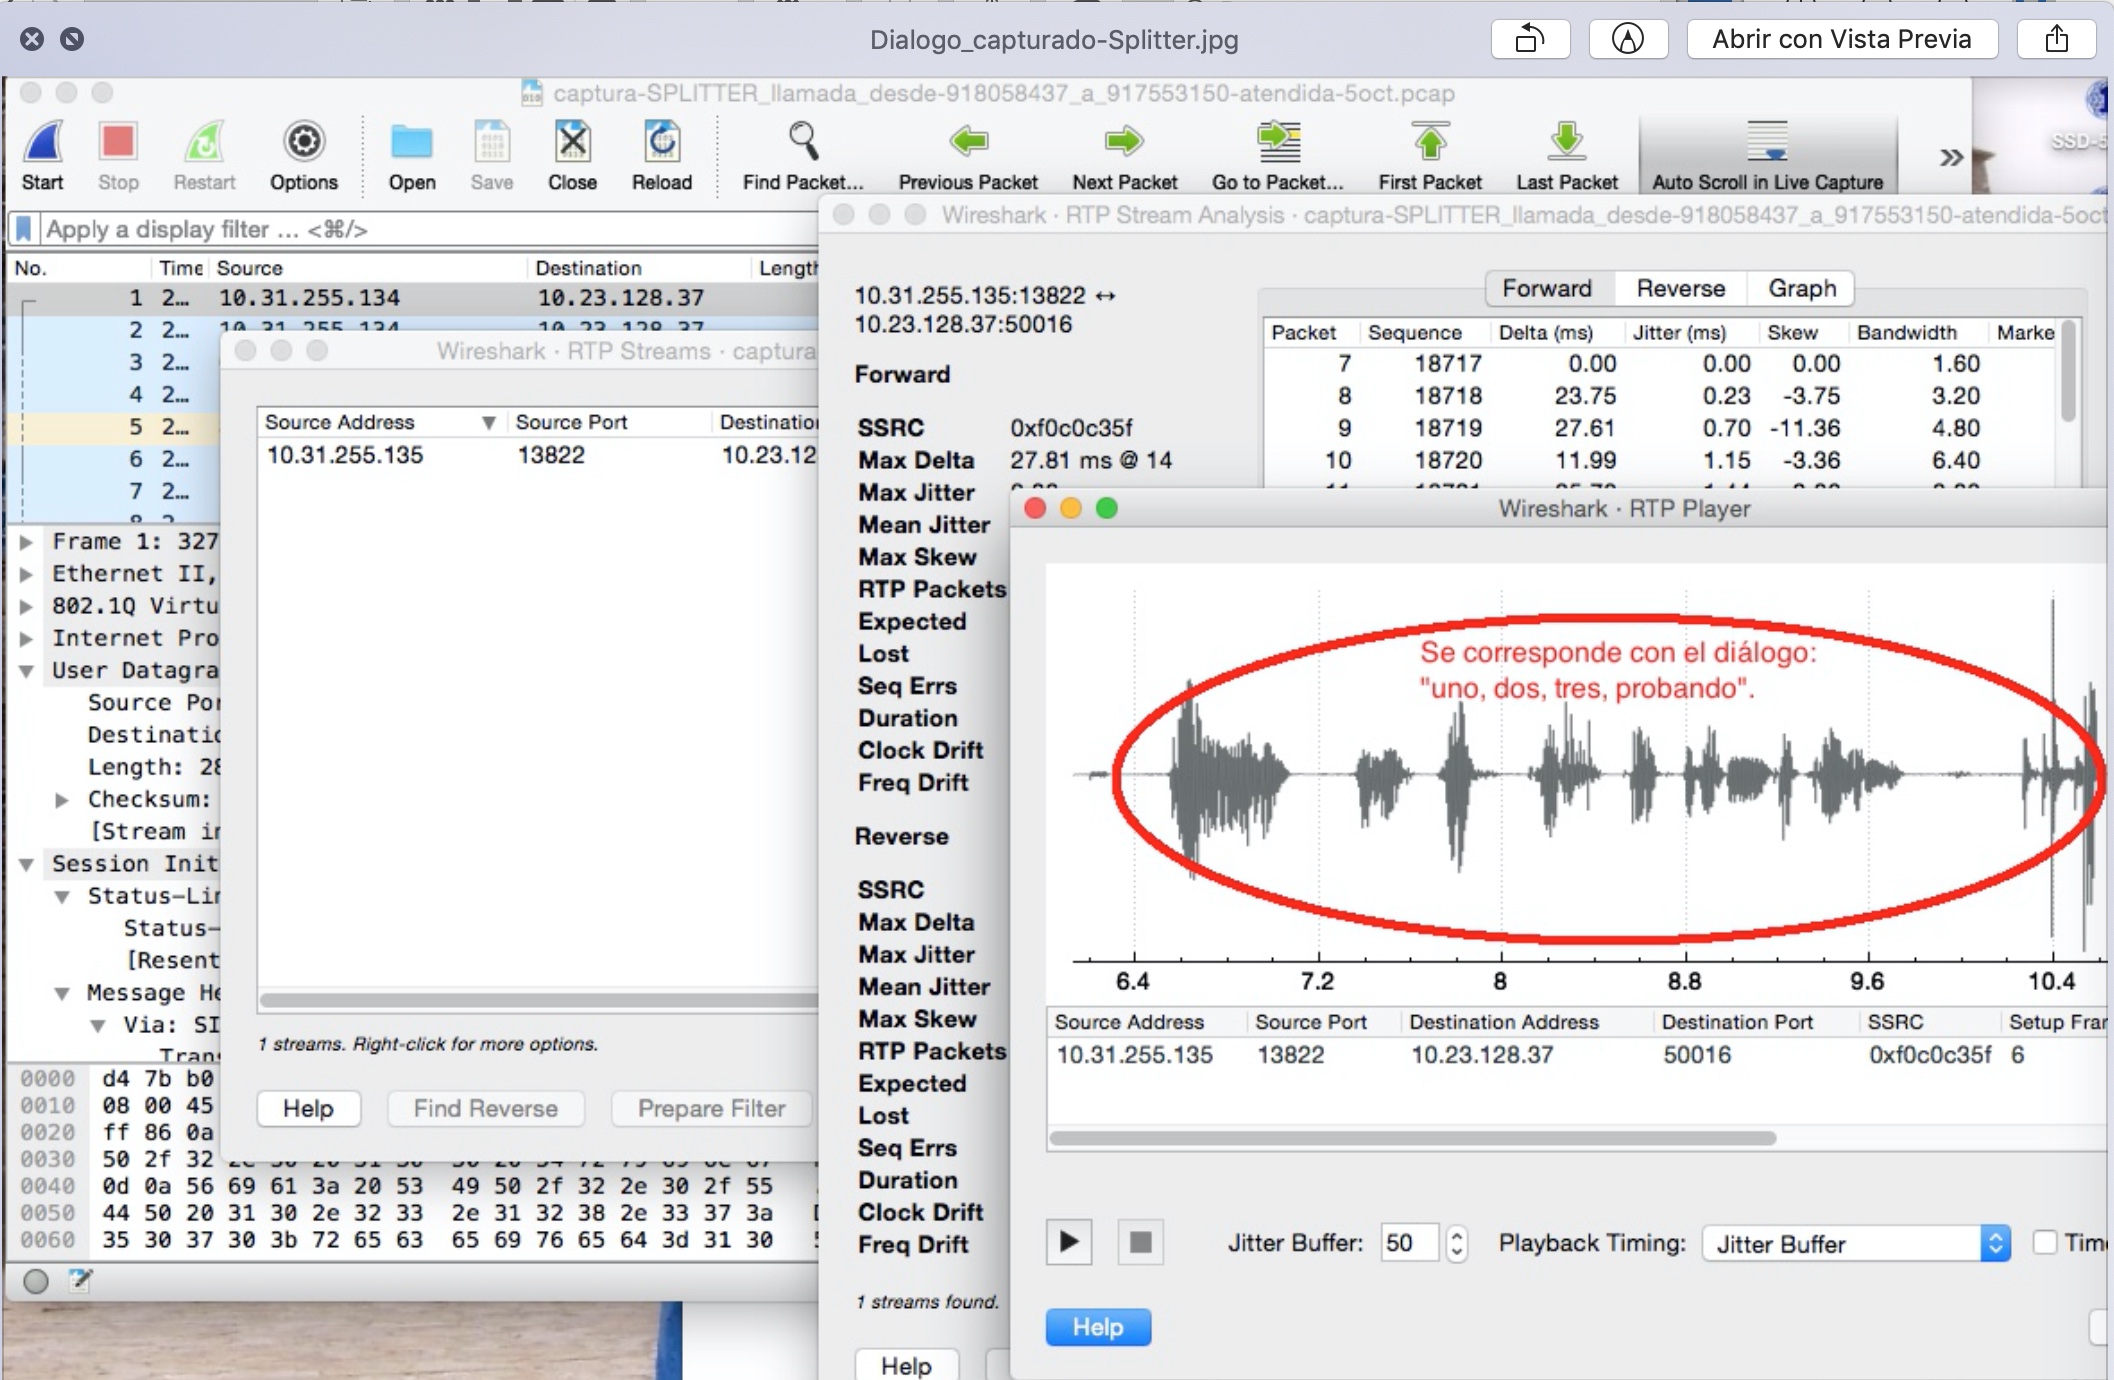 Dialogo_capturado-Splitter.jpg
Abrir con Vista Previa
captura-SPLITTER_llamada_desde-918058437_a_917553150-atendida-5oct.pcap
Start Stop Restart Options Open Save Close Reload Find Packet... Previous Packet Next Packet Go to Packet... First Packet Last Packet Auto Scroll in Live Capture »
Apply a display filter ... <⌘/>
No. Time Source Destination Length
1 2... 10.31.255.134 10.23.128.37
2 2... 10.31.255.134 10.23.128.37
3 2...
4 2...
5 2...
6 2...
7 2...
Frame 1: 327
Ethernet II,
802.1Q Virtu
Internet Pro
User Datagra
Source Por
Destinatio
Length: 28
Checksum:
[Stream in
Session Init
Status-Lin
Status-
[Resent
Message He
Via: SI
Trans
0000 d4 7b b0
0010 08 00 45
0020 ff 86 0a
0030 50 2f 32
0040 0d 0a 56 69 61 3a 20 53 49 50 2f 32 2e 30 2f 55
0050 44 50 20 31 30 2e 32 33 2e 31 32 38 2e 33 37 3a
0060 35 30 37 30 3b 72 65 63 65 69 76 65 64 3d 31 30
Wireshark · RTP Streams · captura
Source Address Source Port Destination
10.31.255.135 13822 10.23.12
1 streams. Right-click for more options.
Help Find Reverse Prepare Filter
Wireshark · RTP Stream Analysis · captura-SPLITTER_llamada_desde-918058437_a_917553150-atendida-5oct
10.31.255.135:13822 ↔
10.23.128.37:50016
Forward
SSRC 0xf0c0c35f
Max Delta 27.81 ms @ 14
Max Jitter
Mean Jitter
Max Skew
RTP Packets
Expected
Lost
Seq Errs
Duration
Clock Drift
Freq Drift
Reverse
SSRC
Max Delta
Max Jitter
Mean Jitter
Max Skew
RTP Packets
Expected
Lost
Seq Errs
Duration
Clock Drift
Freq Drift
1 streams found.
Help
Forward Reverse Graph
Packet Sequence Delta (ms) Jitter (ms) Skew Bandwidth Marke
7 18717 0.00 0.00 0.00 1.60
8 18718 23.75 0.23 -3.75 3.20
9 18719 27.61 0.70 -11.36 4.80
10 18720 11.99 1.15 -3.36 6.40
Wireshark · RTP Player
Se corresponde con el diálogo:
"uno, dos, tres, probando".
6.4 7.2 8 8.8 9.6 10.4
Source Address Source Port Destination Address Destination Port SSRC Setup Fra
10.31.255.135 13822 10.23.128.37 50016 0xf0c0c35f 6
Jitter Buffer: 50 Playback Timing: Jitter Buffer Tim
Help
SSD-5